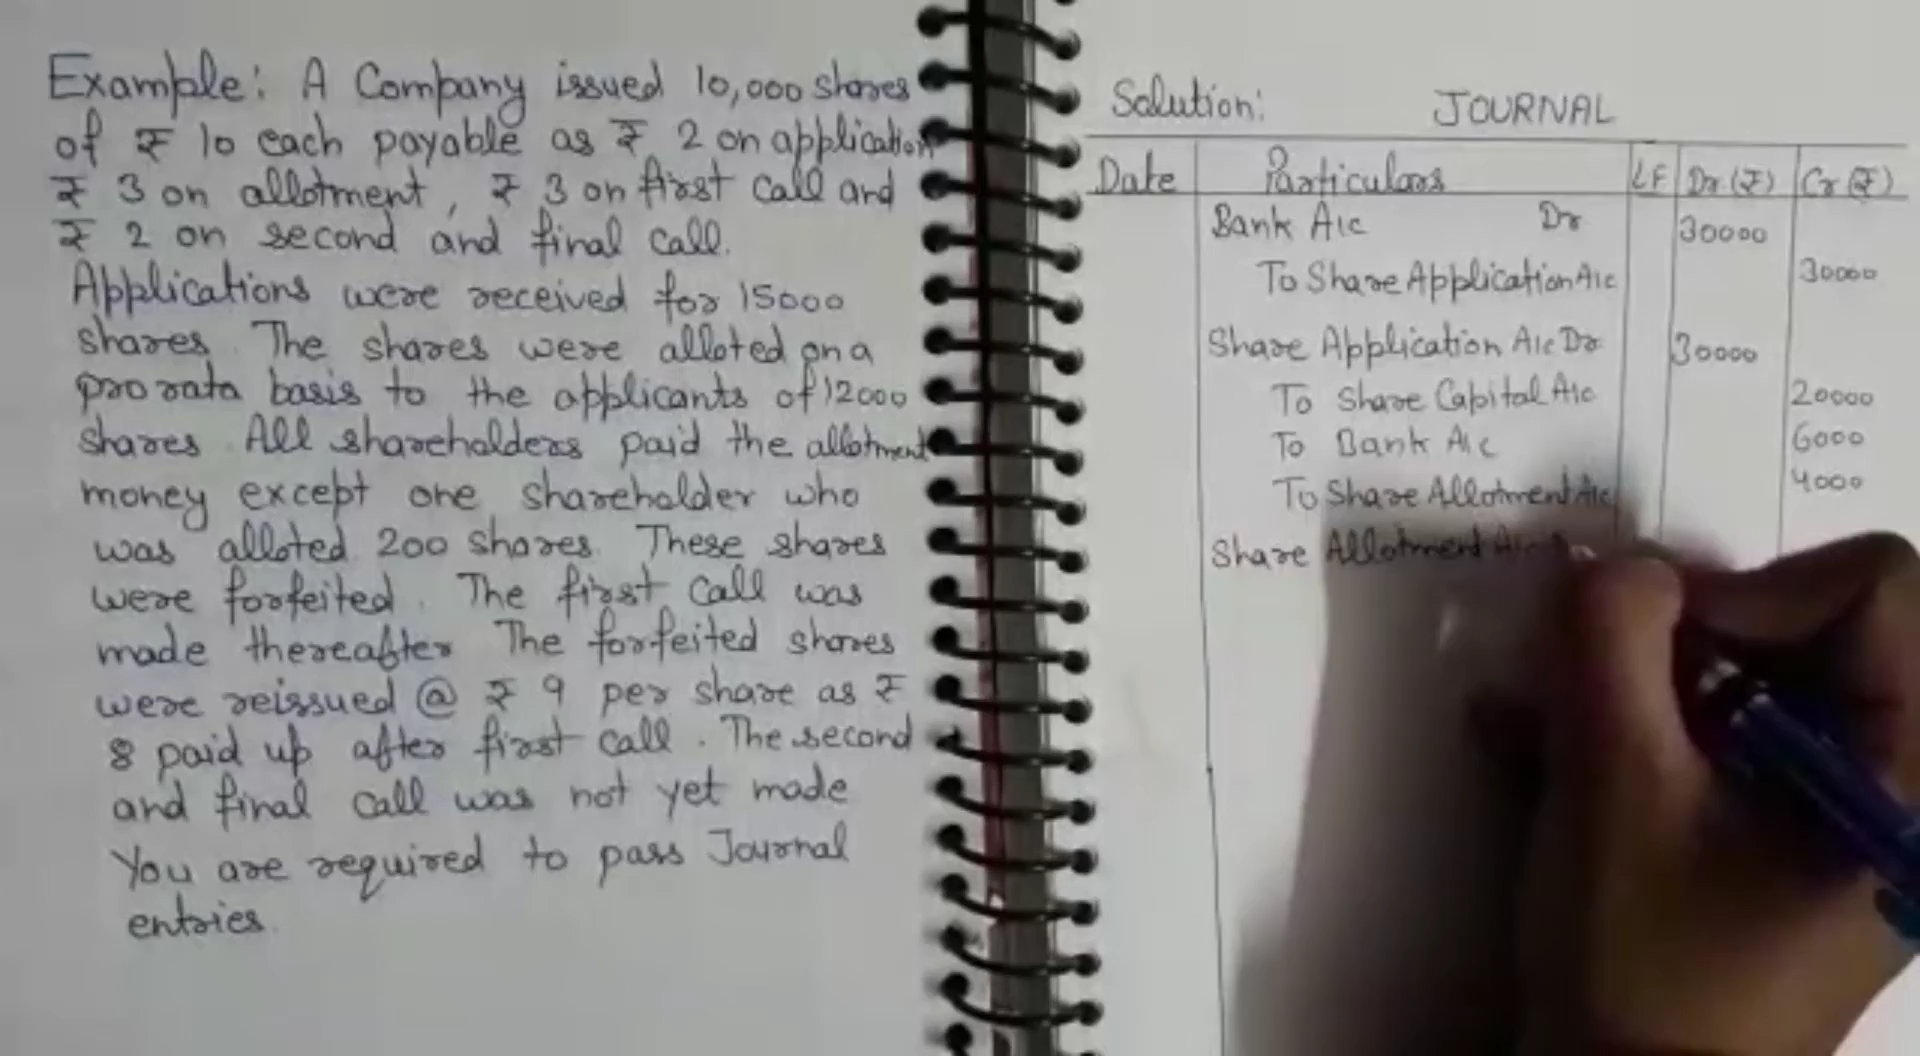 Example: A Company issued 10,000 shares
of ₹ 10 each payable as ₹ 2 on application
₹ 3 on allotment, ₹ 3 on first call and
₹ 2 on second and final call.
Applications were received for 15000
shares. The shares were alloted on a
pro rata basis to the applicants of 12000
shares. All shareholders paid the allotment
money except one shareholder who
was alloted 200 shares. These shares
were forfeited. The first call was
made thereafter. The forfeited shares
were reissued @ ₹ 9 per share as ₹
8 paid up after first call. The second
and final call was not yet made
You are required to pass Journal
entries.
Solution: JOURNAL
Date Particulars LF Dr (₹) Cr (₹)
Bank A/c Dr 30000
To Share Application A/c 30000
Share Application A/c Dr 30000
To Share Capital A/c 20000
To Bank A/c 6000
To Share Allotment A/c 4000
Share Allotment A/c